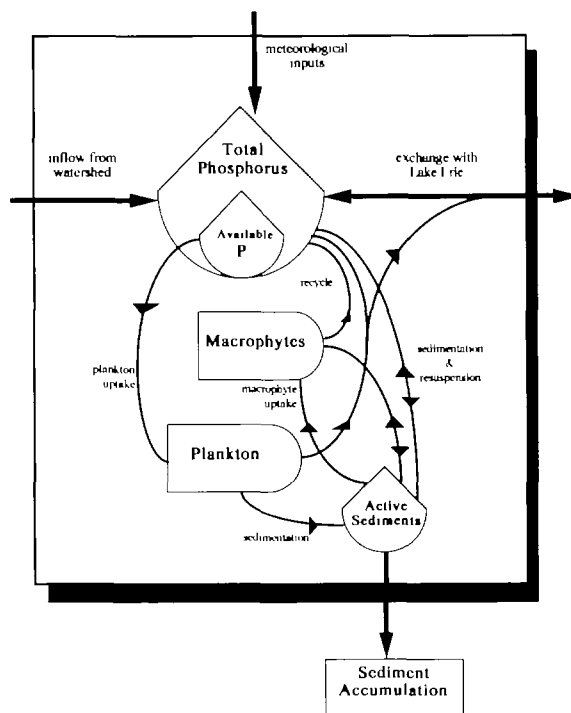 meteorological
inputs
Total
Phosphorus
inflow from
watershed
exchange with
Lake Erie
Available
P
recycle
Macrophytes
sedimentation
&
resuspension
plankton
uptake
macrophyte
uptake
Plankton
Active
Sediments
sedimentation
Sediment
Accumulation